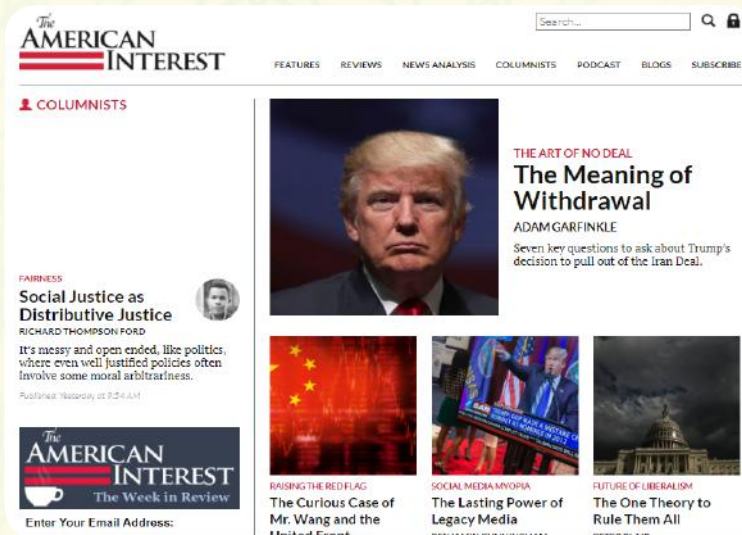 The
AMERICAN
INTEREST
Search...
FEATURES REVIEWS NEWS ANALYSIS COLUMNISTS PODCAST BLOGS SUBSCRIBE
COLUMNISTS
FAIRNESS
Social Justice as
Distributive Justice
RICHARD THOMPSON FORD
It's messy and open ended, like politics,
where even well justified policies often
involve some moral arbitrariness.
Published Yesterday at 9:54 AM
The
AMERICAN
INTEREST
The Week in Review
Enter Your Email Address:
THE ART OF NO DEAL
The Meaning of
Withdrawal
ADAM GARFINKLE
Seven key questions to ask about Trump's
decision to pull out of the Iran Deal.
RAISING THE RED FLAG
The Curious Case of
Mr. Wang and the
United Front
SOCIAL MEDIA MYOPIA
The Lasting Power of
Legacy Media
BENJAMIN CUNNINGHAM
FUTURE OF LIBERALISM
The One Theory to
Rule Them All